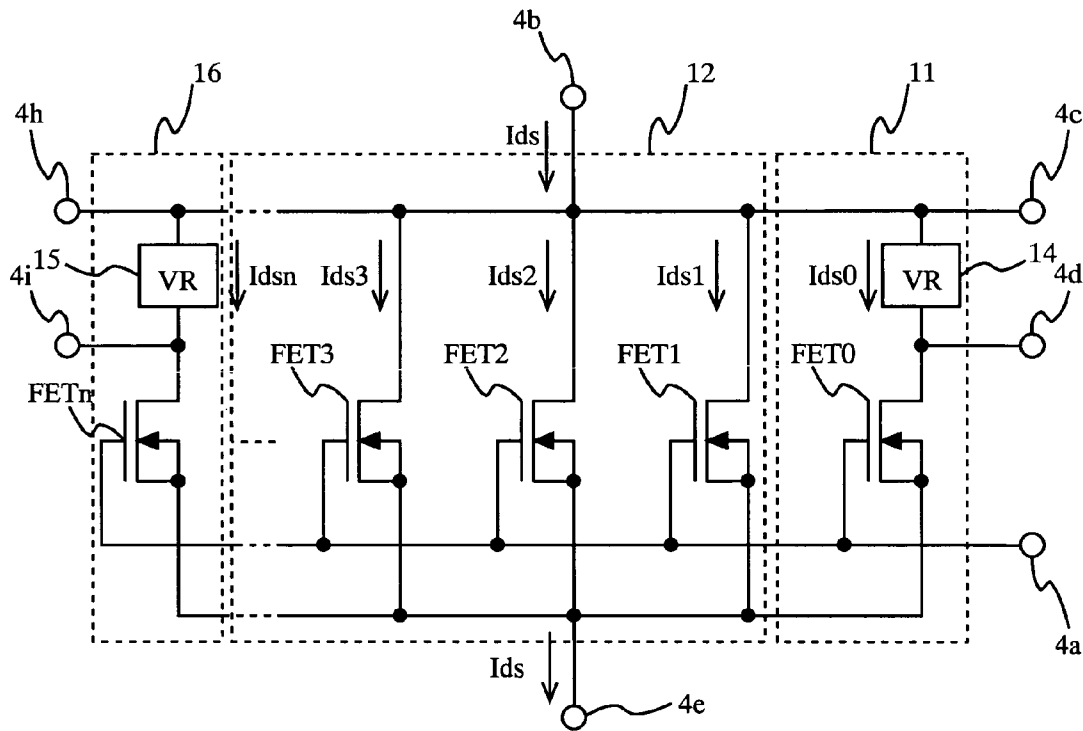 4b
16
12
11
4h
Ids
4c
4i
15
VR
Idsn
Ids3
Ids2
Ids1
Ids0
VR
14
4d
FETn
FET3
FET2
FET1
FET0
Ids
4a
4e